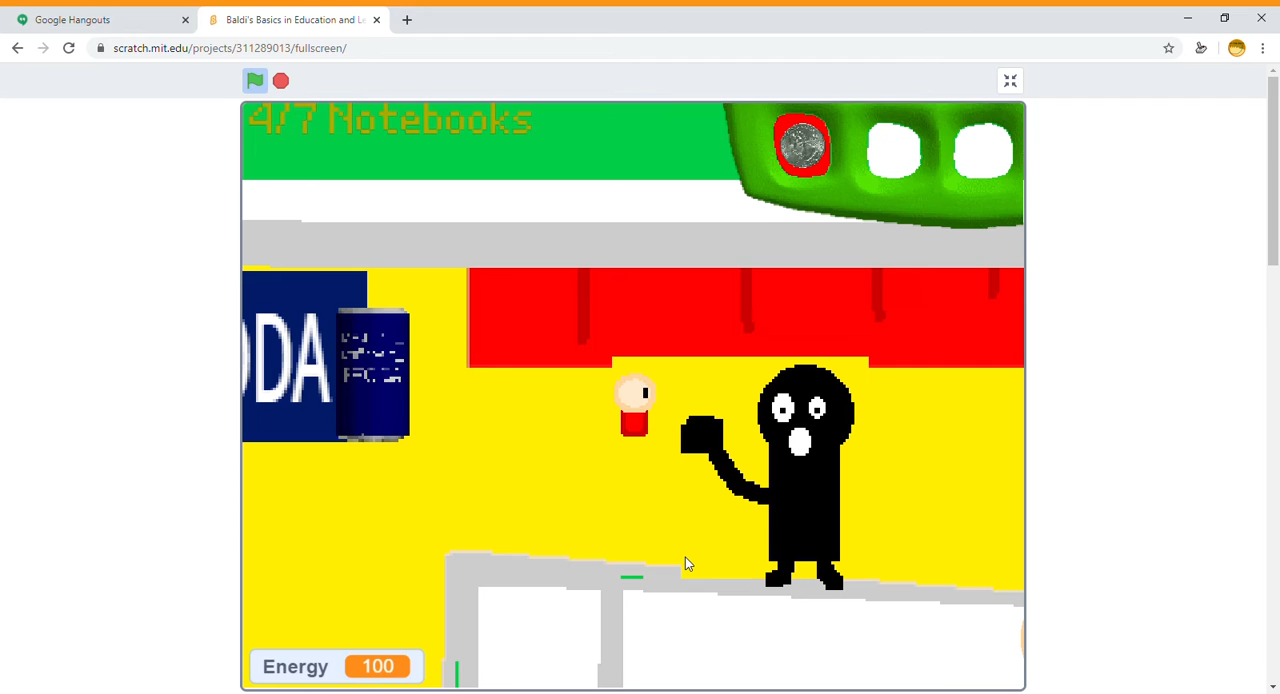 Google Hangouts
Baldi's Basics in Education and Le
scratch.mit.edu/projects/311289013/fullscreen/
4/7 Notebooks
DA
Energy 100